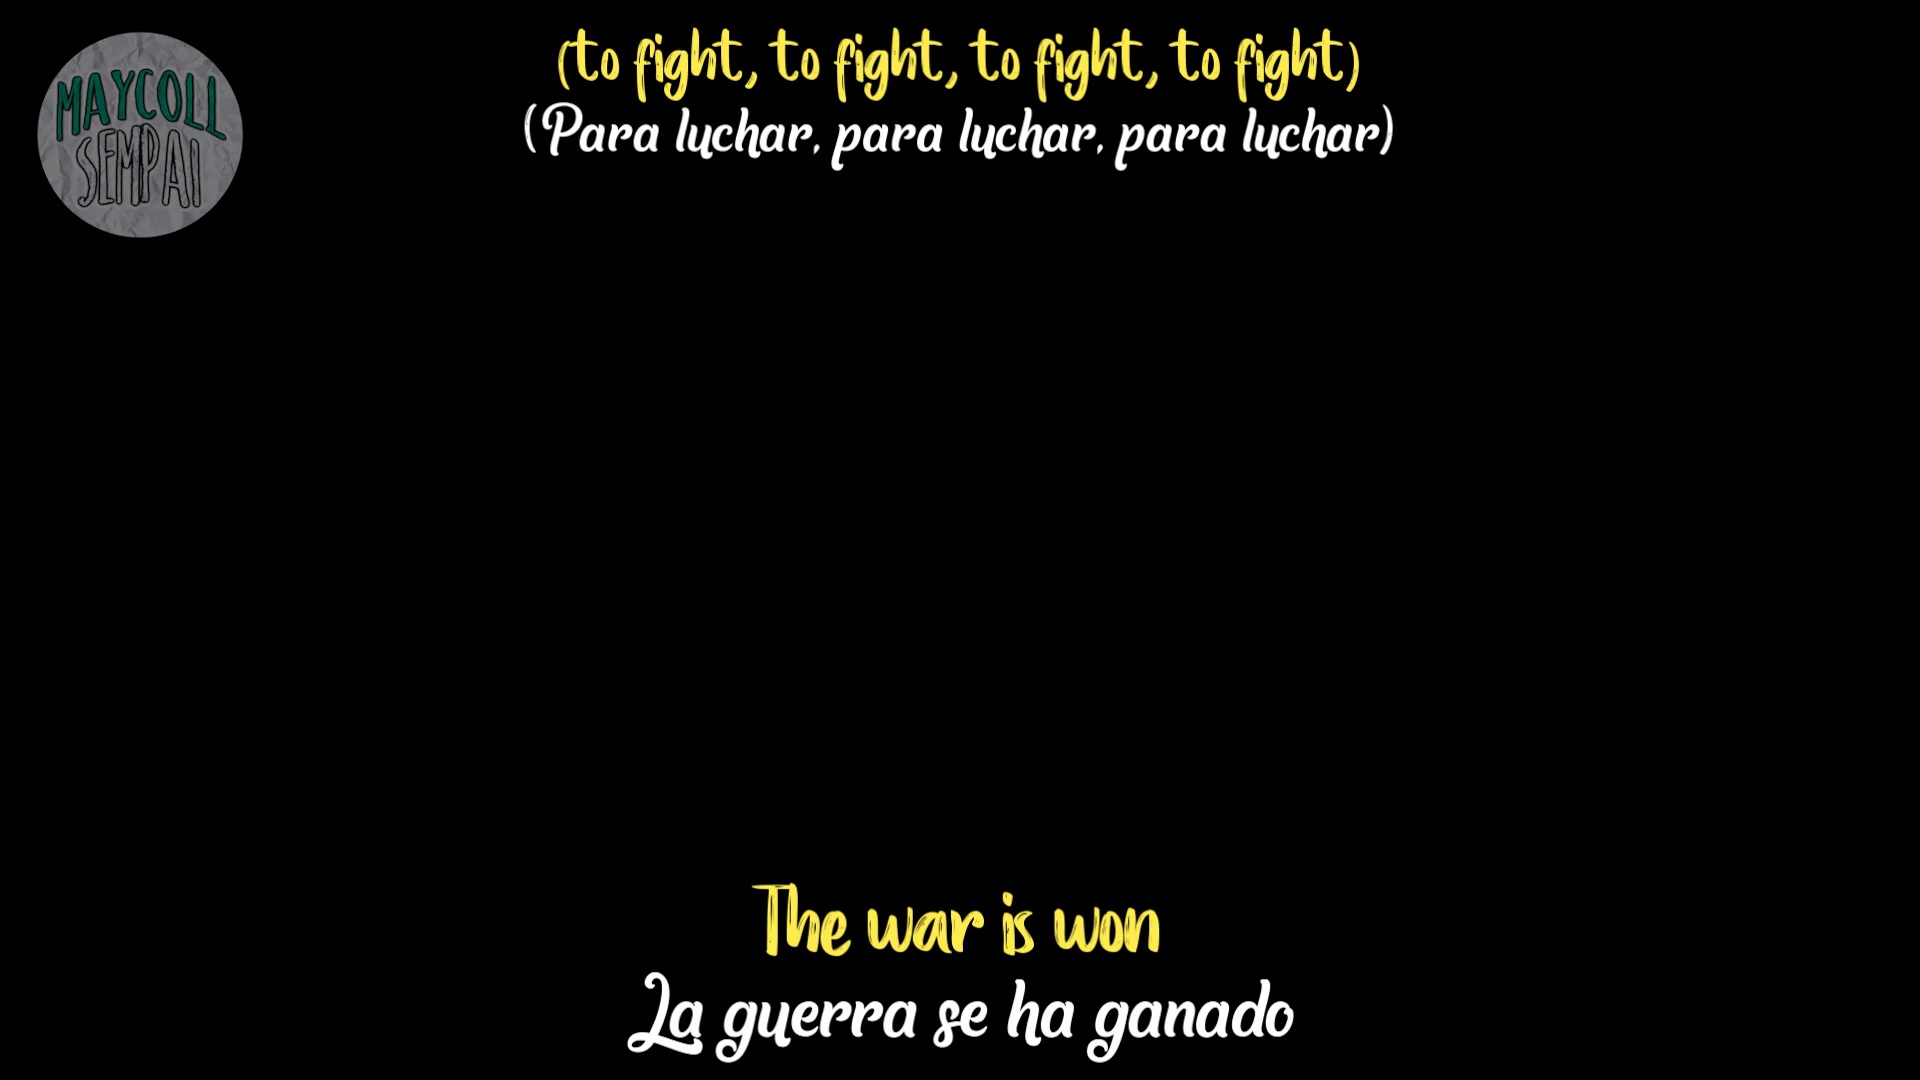 MAYCOLL
SEMPAI
(to fight, to fight, to fight, to fight)
(Para luchar, para luchar, para luchar)
The war is won
La guerra se ha ganado